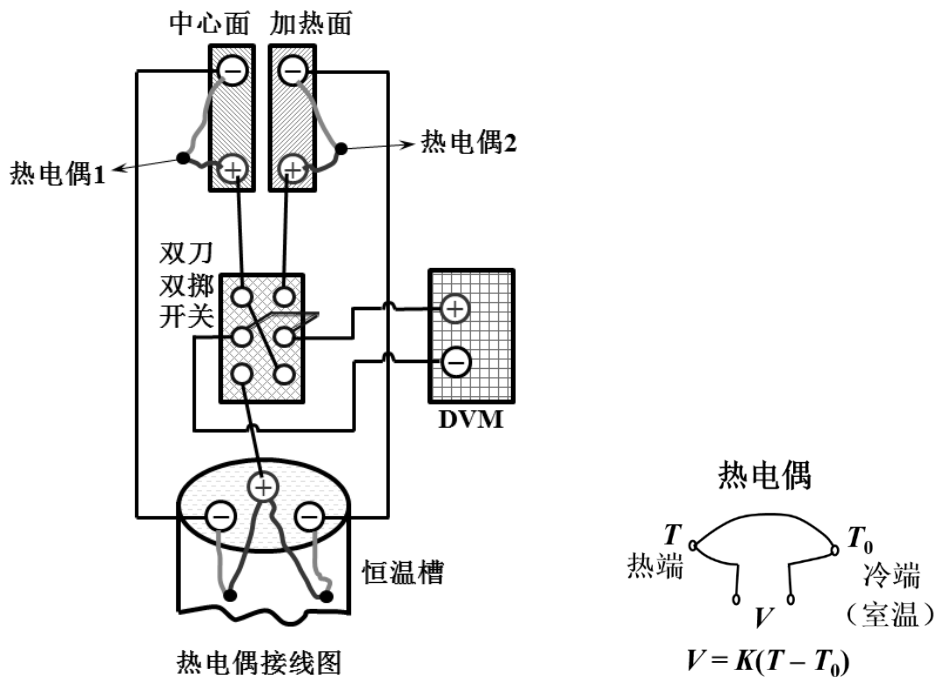 中心面 加热面
− −
热电偶1
热电偶2
+ +
双刀
双掷
开关
+
−
DVM
+
− −
恒温槽
热电偶接线图
热电偶
T T₀
热端 冷端
（室温）
V
V = K(T – T₀)